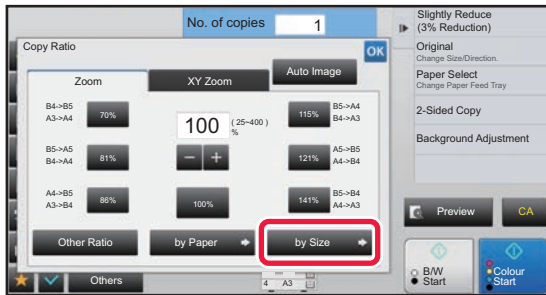 No. of copies 1
Copy Ratio
OK
Zoom
XY Zoom
Auto Image
B4->B5
A3->A4
70%
100
(25~400)
%
115%
B5->A4
B4->A3
B5->A5
B4->A4
81%
121%
A5->B5
A4->B4
A4->B5
A3->B4
86%
100%
141%
B5->B4
A4->A3
Other Ratio
by Paper
by Size
Others
4 A3
Slightly Reduce
(3% Reduction)
Original
Change Size/Direction.
Paper Select
Change Paper Feed Tray
2-Sided Copy
Background Adjustment
Preview
CA
B/W
Start
Colour
Start